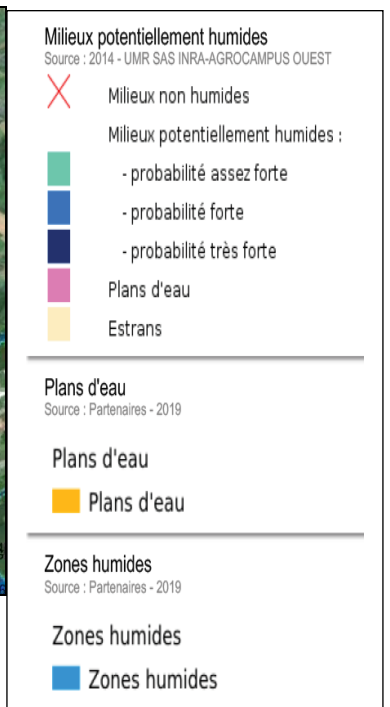 Milieux potentiellement humides
Source : 2014 - UMR SAS INRA-AGROCAMPUS OUEST
Milieux non humides
Milieux potentiellement humides :
- probabilité assez forte
- probabilité forte
- probabilité très forte
Plans d'eau
Estrans
Plans d'eau
Source : Partenaires - 2019
Plans d'eau
Plans d'eau
Zones humides
Source : Partenaires - 2019
Zones humides
Zones humides